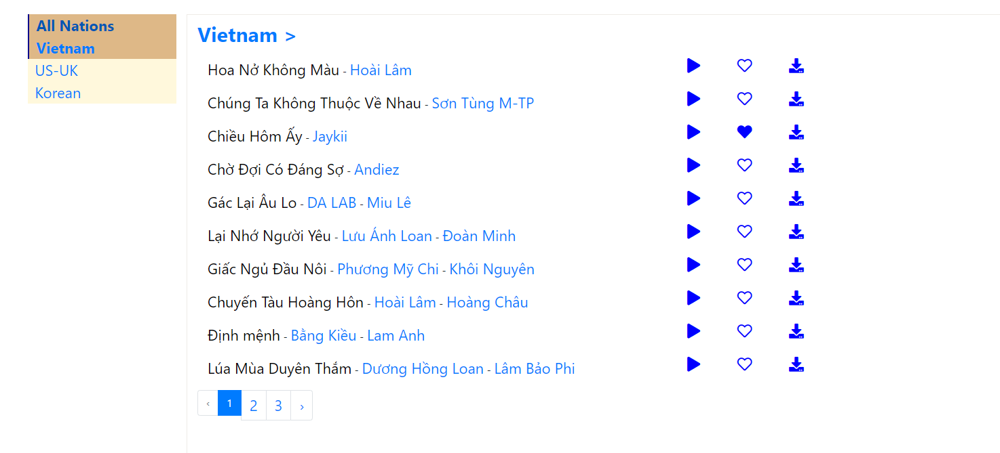 All Nations
Vietnam
US-UK
Korean
Vietnam >
Hoa Nở Không Màu - Hoài Lâm
Chúng Ta Không Thuộc Về Nhau - Sơn Tùng M-TP
Chiều Hôm Ấy - Jaykii
Chờ Đợi Có Đáng Sợ - Andiez
Gác Lại Âu Lo - DA LAB - Miu Lê
Lại Nhớ Người Yêu - Lưu Ánh Loan - Đoàn Minh
Giấc Ngủ Đầu Nôi - Phương Mỹ Chi - Khôi Nguyên
Chuyến Tàu Hoàng Hôn - Hoài Lâm - Hoàng Châu
Định mệnh - Bằng Kiều - Lam Anh
Lúa Mùa Duyên Thắm - Dương Hồng Loan - Lâm Bảo Phi
‹ 1 2 3 ›